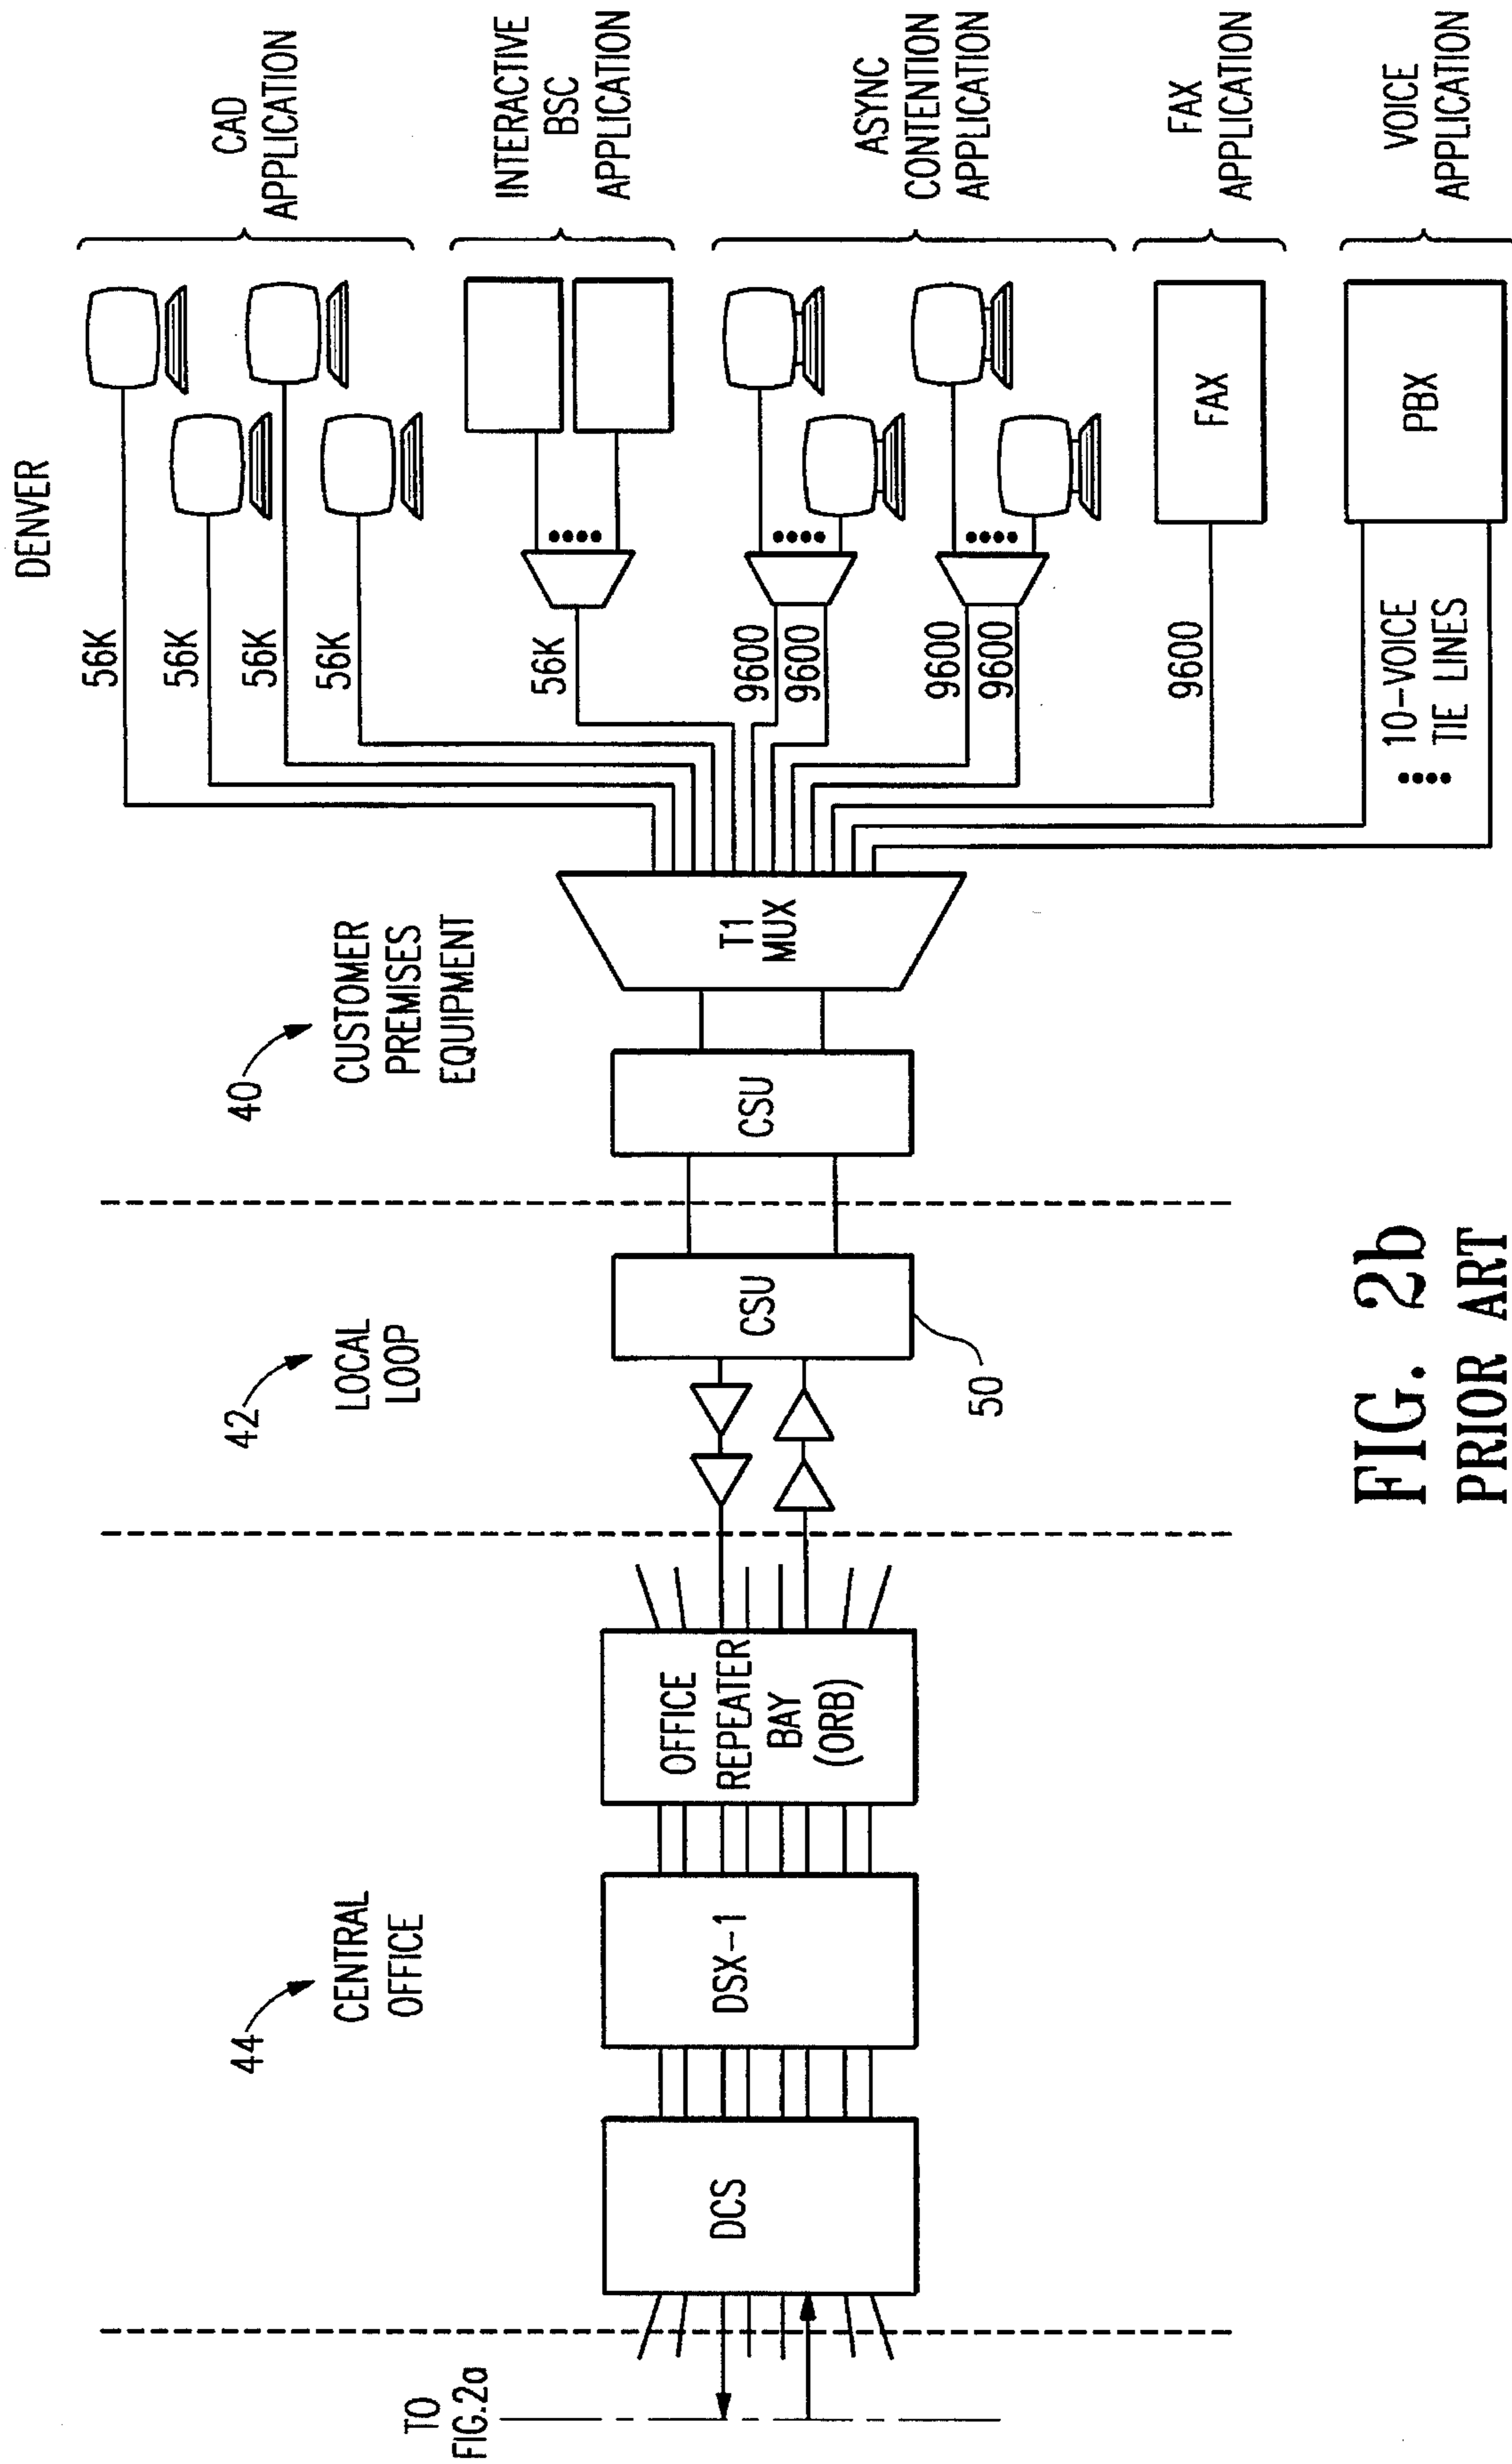 DENVER
56K
56K
56K
56K
56K
9600
9600
9600
9600
9600
10-VOICE
TIE LINES
CAD
APPLICATION
INTERACTIVE
BSC
APPLICATION
ASYNC
CONTENTION
APPLICATION
FAX
APPLICATION
VOICE
APPLICATION
FAX
PBX
40
CUSTOMER
PREMISES
EQUIPMENT
T1
MUX
CSU
42
LOCAL
LOOP
CSU
50
44
CENTRAL
OFFICE
OFFICE
REPEATER
BAY
(ORB)
DSX-1
DCS
TO
FIG.2a
FIG. 2b
PRIOR ART